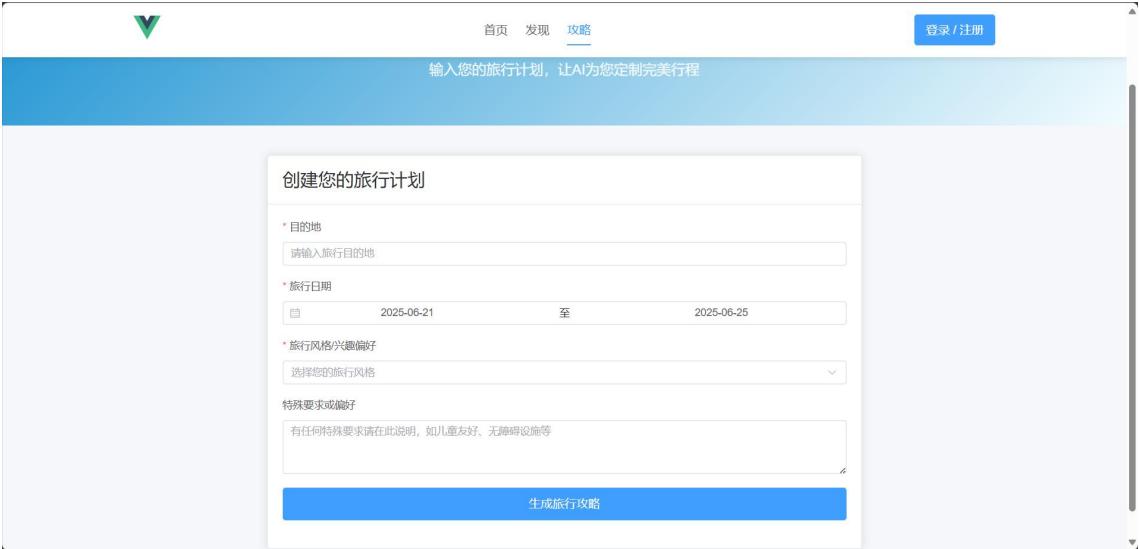 首页 发现 攻略 登录 / 注册
输入您的旅行计划，让AI为您定制完美行程
创建您的旅行计划
* 目的地
请输入旅行目的地
* 旅行日期
2025-06-21 至 2025-06-25
* 旅行风格/兴趣偏好
选择您的旅行风格
特殊要求或偏好
有任何特殊要求请在此说明，如儿童友好、无障碍设施等
生成旅行攻略